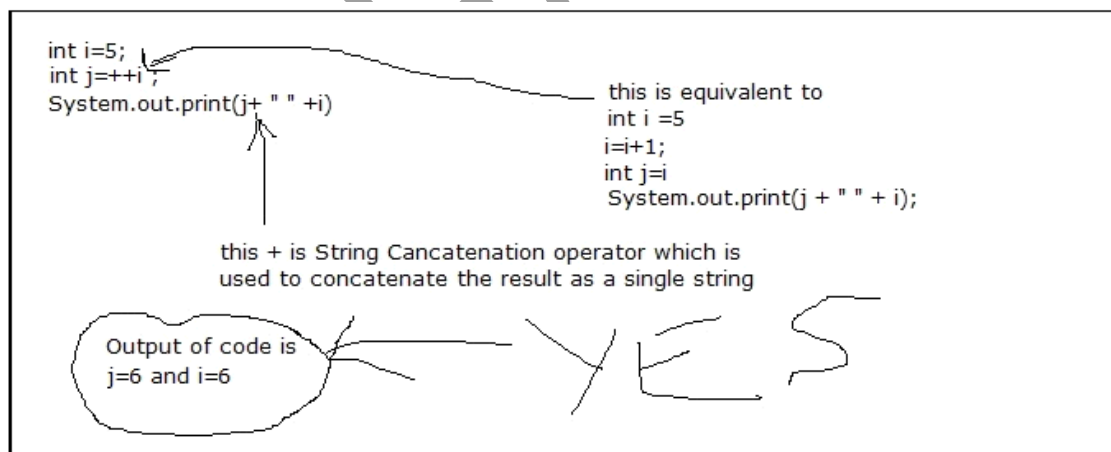 int i=5;
int j=++i ;
System.out.print(j+ " " +i)
this is equivalent to
int i =5
i=i+1;
int j=i
System.out.print(j + " " + i);
this + is String Cancatenation operator which is
used to concatenate the result as a single string
Output of code is
j=6 and i=6
YES